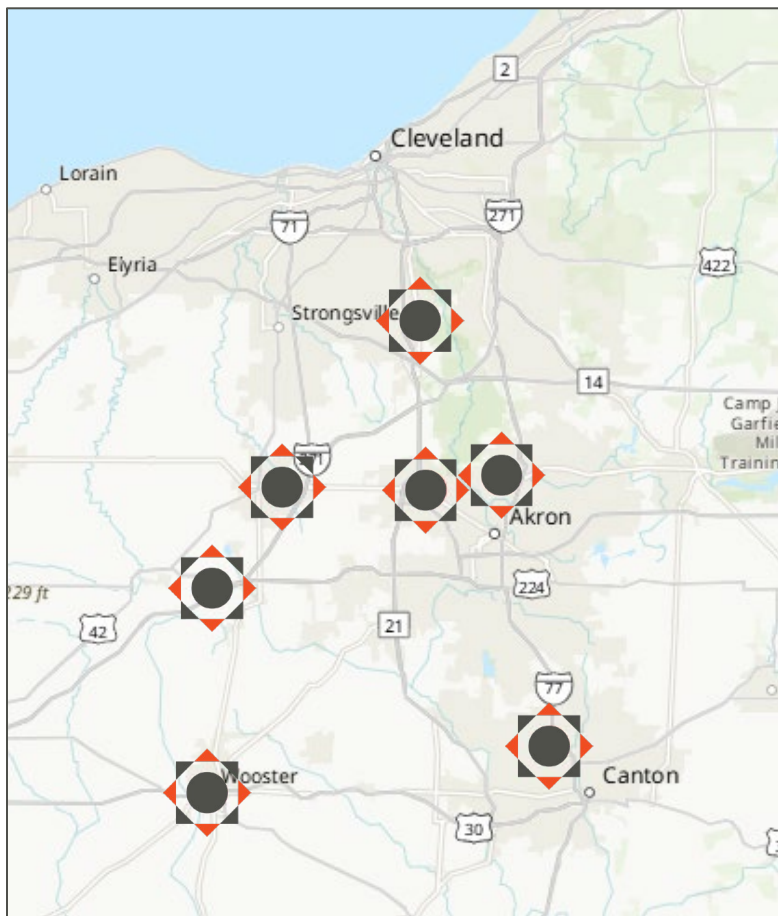 2
Cleveland
Lorain
71
271
Elyria
422
Strongsville
14
Camp
Garfie
Mil
Training
Akron
224
229 ft
42
21
77
Wooster
Canton
30